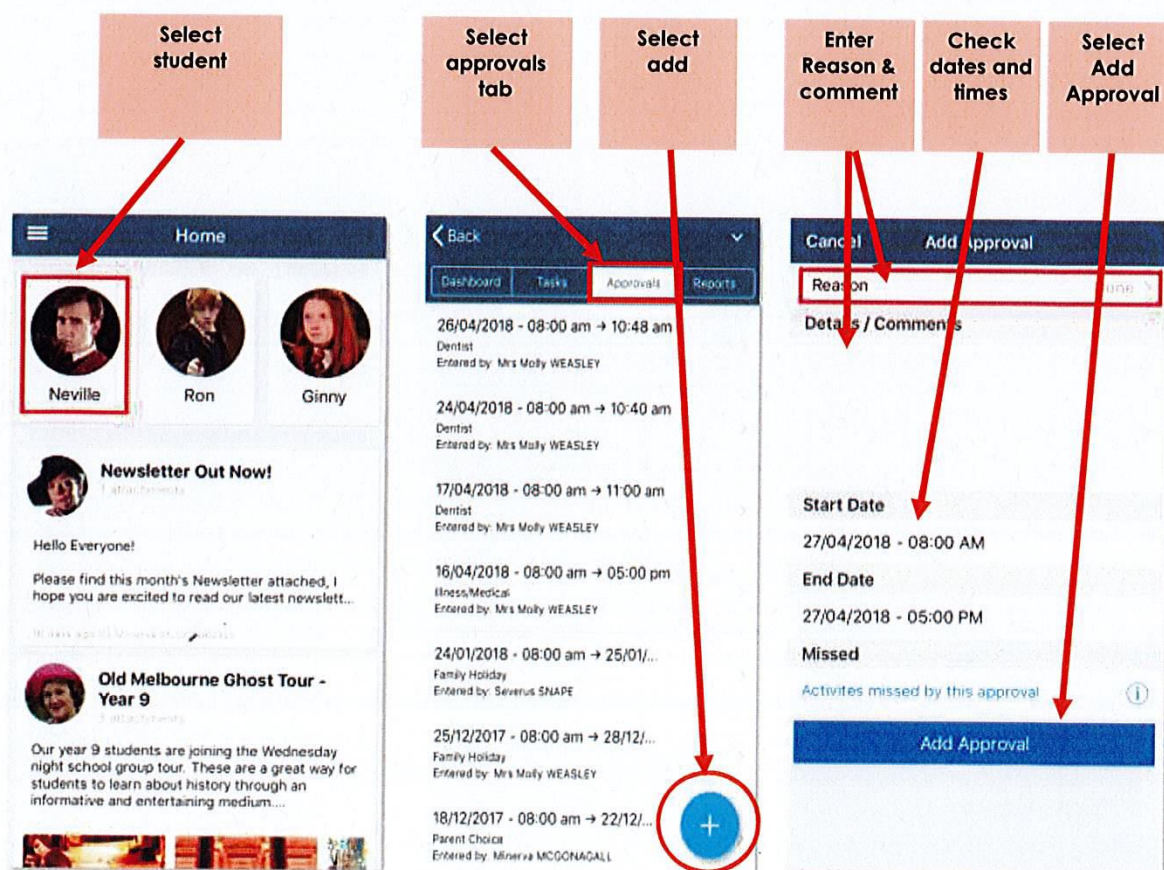 Select
student
Select
approvals
tab
Select
add
Enter
Reason &
comment
Check
dates and
times
Select
Add
Approval
Home
Neville
Ron
Ginny
Newsletter Out Now!
1 attachments
Hello Everyone!
Please find this month's Newsletter attached, I
hope you are excited to read our latest newslett...
Old Melbourne Ghost Tour -
Year 9
3 attachments
Our year 9 students are joining the Wednesday
night school group tour. These are a great way for
students to learn about history through an
informative and entertaining medium....
Back
Dashboard Tasks Approvals Reports
26/04/2018 - 08:00 am → 10:48 am
Dentist
Entered by: Mrs Molly WEASLEY
24/04/2018 - 08:00 am → 10:40 am
Dentist
Entered by: Mrs Molly WEASLEY
17/04/2018 - 08:00 am → 11:00 am
Dentist
Entered by: Mrs Molly WEASLEY
16/04/2018 - 08:00 am → 05:00 pm
Illness/Medical
Entered by: Mrs Molly WEASLEY
24/01/2018 - 08:00 am → 25/01/...
Family Holiday
Entered by: Severus SNAPE
25/12/2017 - 08:00 am → 28/12/...
Family Holiday
Entered by: Mrs Molly WEASLEY
18/12/2017 - 08:00 am → 22/12/...
Parent Choice
Entered by: Minerva MCGONAGALL
+
Cancel Add Approval
Reason
Details / Comments
Start Date
27/04/2018 - 08:00 AM
End Date
27/04/2018 - 05:00 PM
Missed
Activites missed by this approval
Add Approval